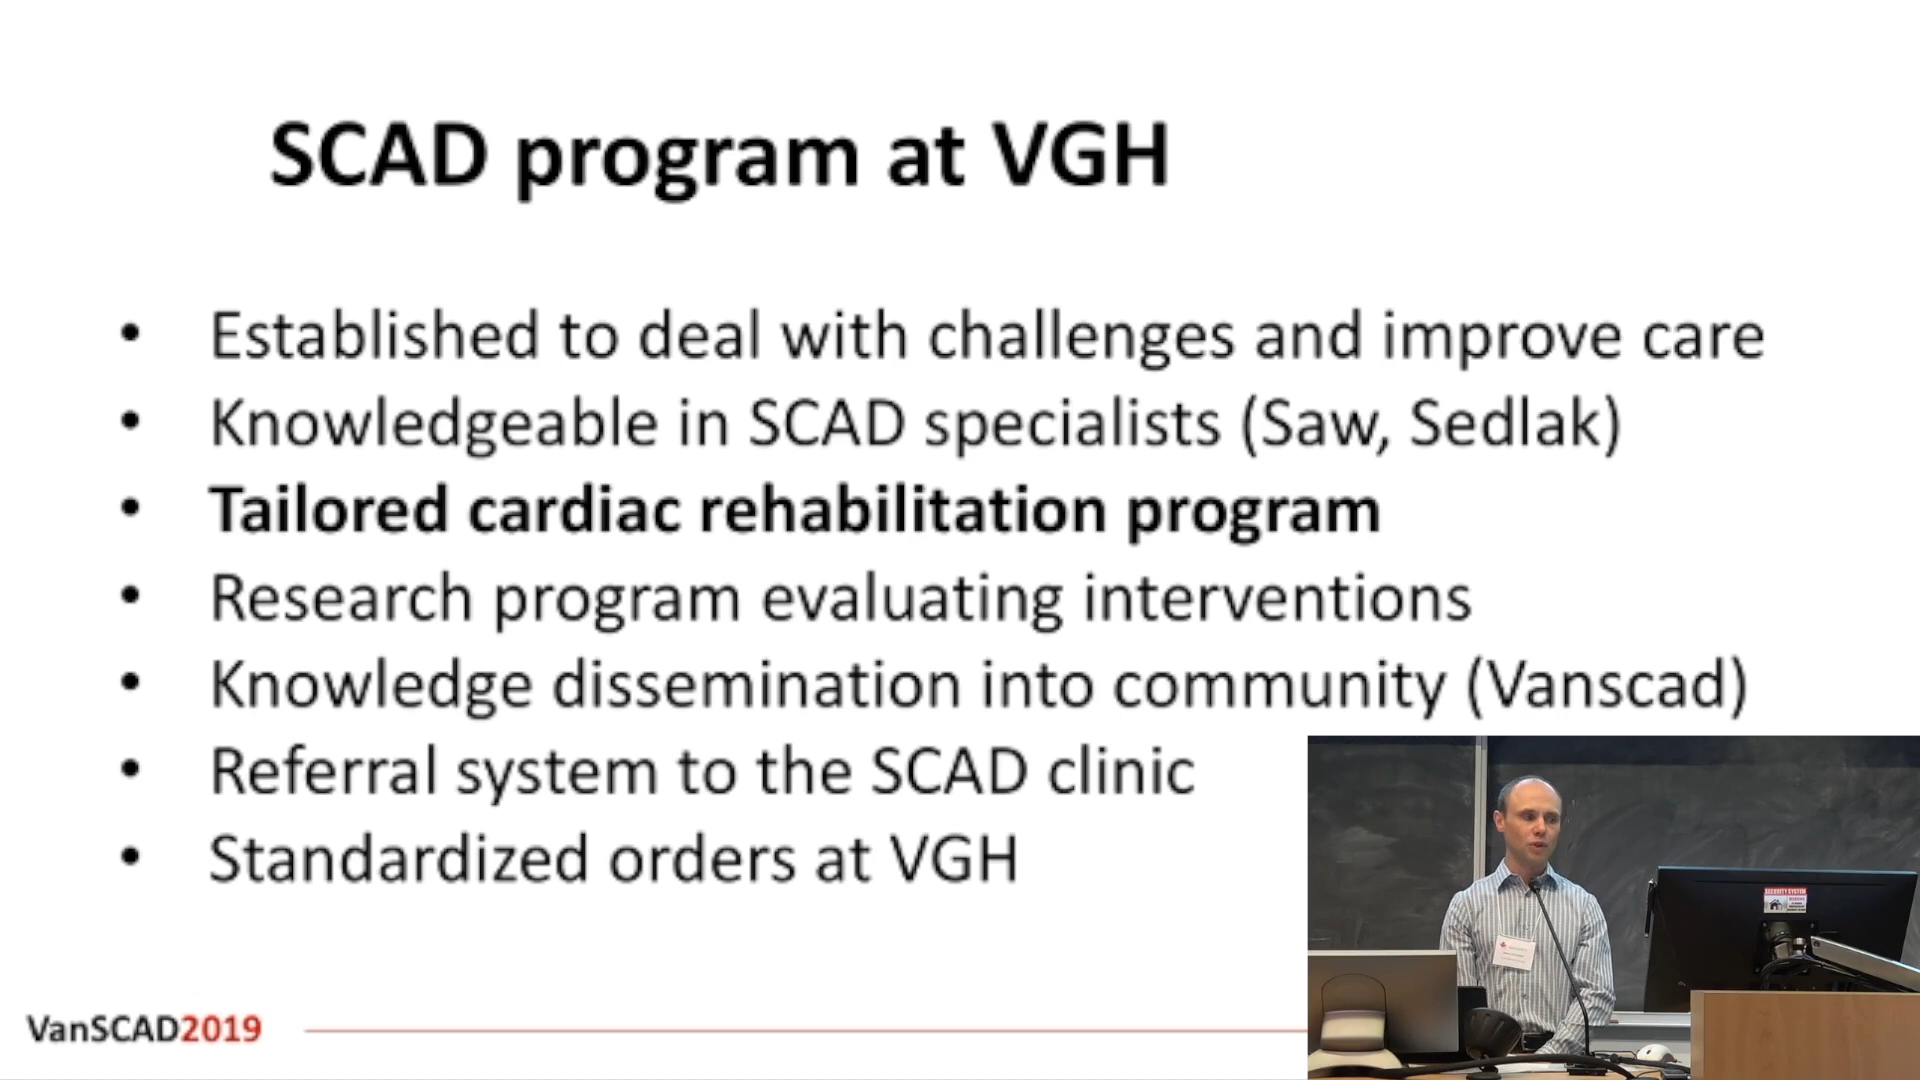 SCAD program at VGH
• Established to deal with challenges and improve care
• Knowledgeable in SCAD specialists (Saw, Sedlak)
• Tailored cardiac rehabilitation program
• Research program evaluating interventions
• Knowledge dissemination into community (Vanscad)
• Referral system to the SCAD clinic
• Standardized orders at VGH
SECURITY SYSTEM
VanSCAD2019